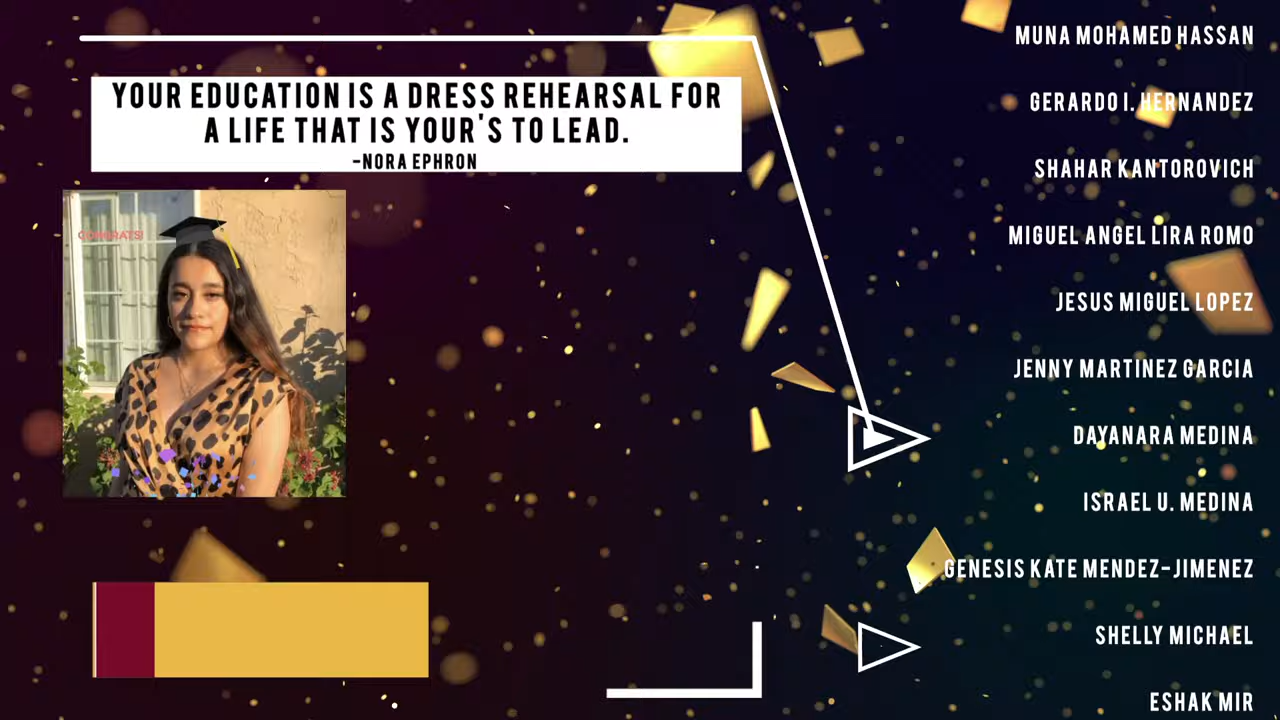 YOUR EDUCATION IS A DRESS REHEARSAL FOR
A LIFE THAT IS YOUR'S TO LEAD.
-NORA EPHRON
CONGRATS!
MUNA MOHAMED HASSAN
GERARDO I. HERNANDEZ
SHAHAR KANTOROVICH
MIGUEL ANGEL LIRA ROMO
JESUS MIGUEL LOPEZ
JENNY MARTINEZ GARCIA
DAYANARA MEDINA
ISRAEL U. MEDINA
GENESIS KATE MENDEZ-JIMENEZ
SHELLY MICHAEL
ESHAK MIR